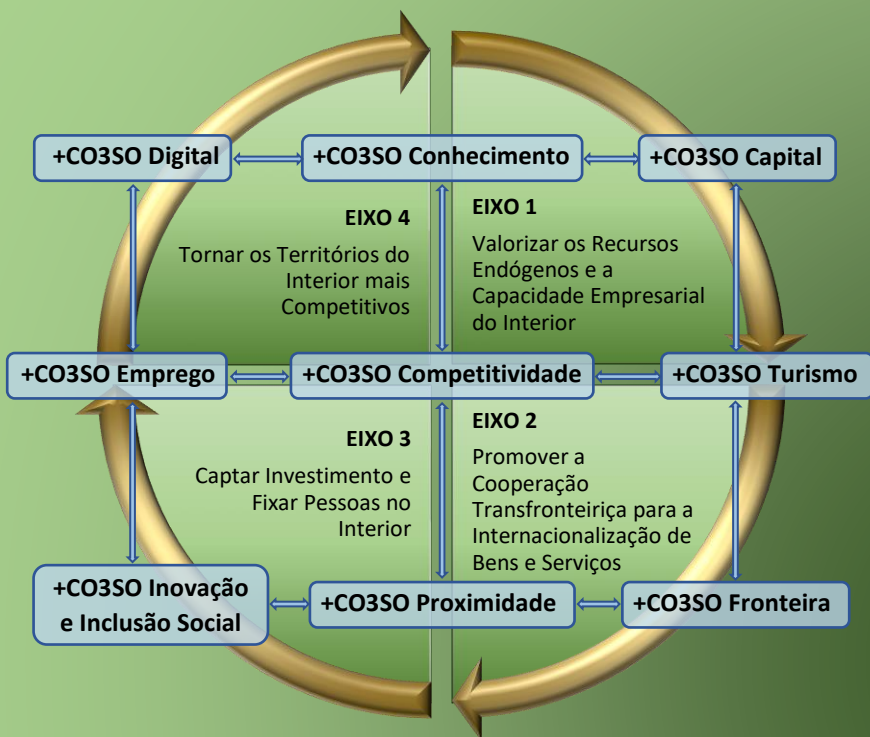 +CO3SO Digital
+CO3SO Conhecimento
+CO3SO Capital
EIXO 4
Tornar os Territórios do
Interior mais
Competitivos
EIXO 1
Valorizar os Recursos
Endógenos e a
Capacidade Empresarial
do Interior
+CO3SO Emprego
+CO3SO Competitividade
+CO3SO Turismo
EIXO 3
Captar Investimento e
Fixar Pessoas no
Interior
EIXO 2
Promover a
Cooperação
Transfronteiriça para a
Internacionalização de
Bens e Serviços
+CO3SO Inovação
e Inclusão Social
+CO3SO Proximidade
+CO3SO Fronteira